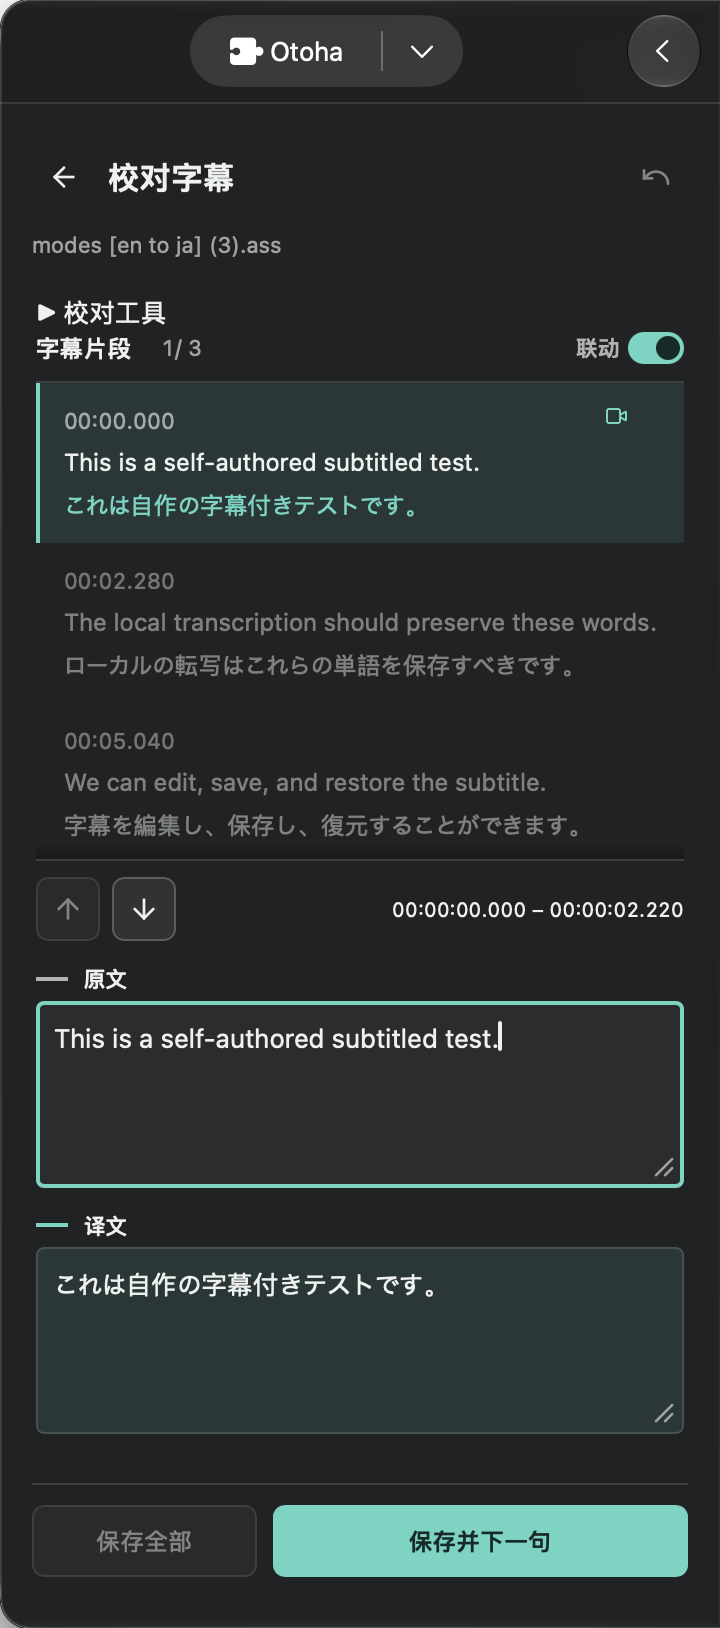 Otoha
校对字幕
modes [en to ja] (3).ass
校对工具
字幕片段 1/ 3 联动
00:00.000
This is a self-authored subtitled test.
これは自作の字幕付きテストです。
00:02.280
The local transcription should preserve these words.
ローカルの転写はこれらの単語を保存すべきです。
00:05.040
We can edit, save, and restore the subtitle.
字幕を編集し、保存し、復元することができます。
00:00:00.000 – 00:00:02.220
原文
This is a self-authored subtitled test.
译文
これは自作の字幕付きテストです。
保存全部 保存并下一句